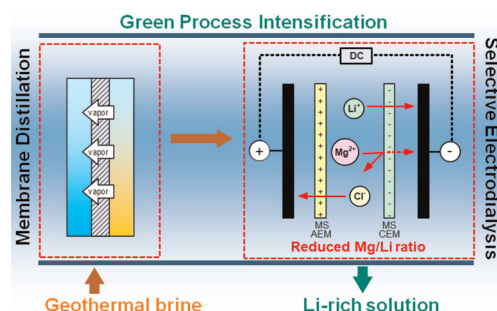 Green Process Intensification
Membrane Distillation
vapor
vapor
vapor
DC
+
-
Li⁺
Mg²⁺
Cl⁻
MS
AEM
MS
CEM
Reduced Mg/Li ratio
Selective Electrodialysis
Geothermal brine
Li-rich solution